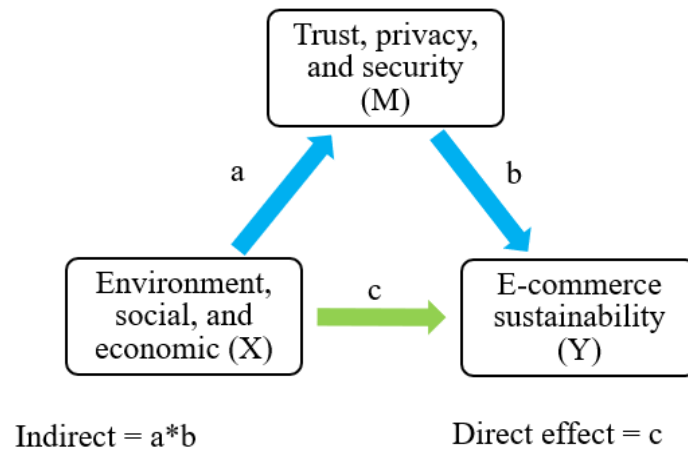 Trust, privacy,
and security
(M)
a
b
Environment,
social, and
economic (X)
c
E-commerce
sustainability
(Y)
Indirect = a*b
Direct effect = c